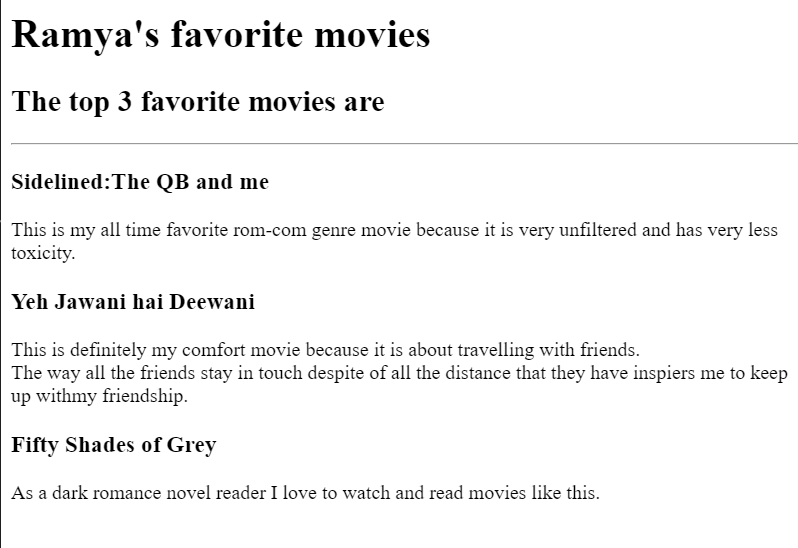 Ramya's favorite movies
The top 3 favorite movies are
Sidelined:The QB and me
This is my all time favorite rom-com genre movie because it is very unfiltered and has very less
toxicity.
Yeh Jawani hai Deewani
This is definitely my comfort movie because it is about travelling with friends.
The way all the friends stay in touch despite of all the distance that they have inspiers me to keep
up withmy friendship.
Fifty Shades of Grey
As a dark romance novel reader I love to watch and read movies like this.